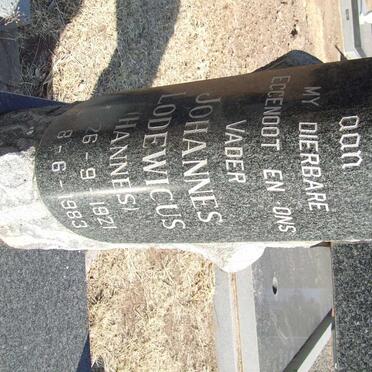 aan
MY DIERBARE
EGGENOOT EN ONS
VADER
JOHANNES
LODEWICUS
(HANNES)
26-9-1921
8-6-1983